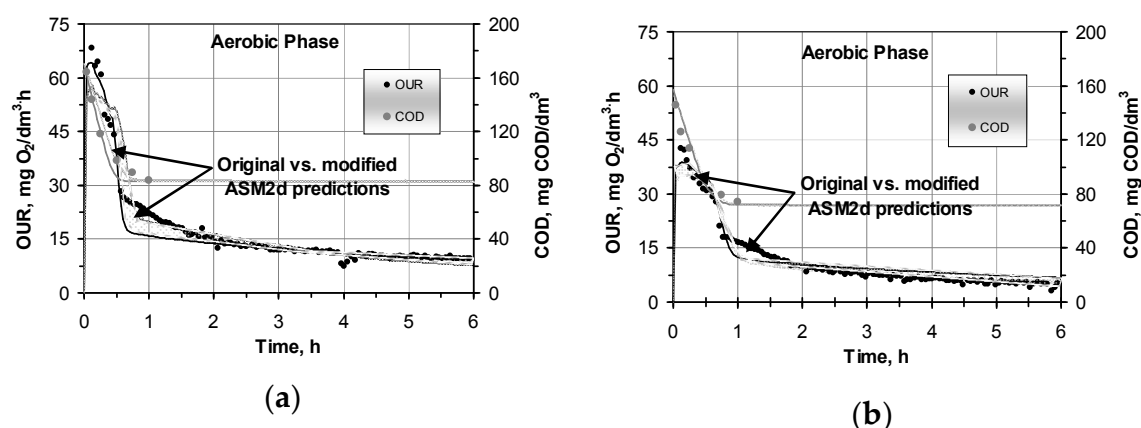 75
60
45
30
15
0
OUR, mg O₂/dm³·h
Aerobic Phase
OUR
COD
Original vs. modified
ASM2d predictions
200
160
120
80
40
0
COD, mg COD/dm³
0 1 2 3 4 5 6
Time, h
(a)
75
60
45
30
15
0
OUR, mg O₂/dm³·h
Aerobic Phase
OUR
COD
Original vs. modified
ASM2d predictions
200
160
120
80
40
0
COD, mg COD/dm³
0 1 2 3 4 5 6
Time, h
(b)